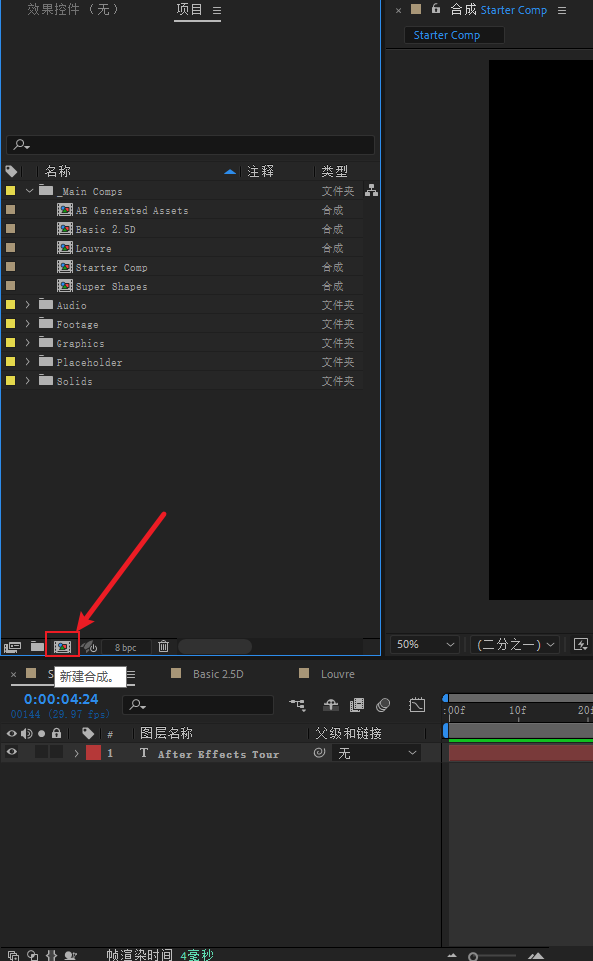 效果控件（无）
项目
合成 Starter Comp
Starter Comp
名称
注释
类型
_Main Comps 文件夹
AE Generated Assets 合成
Basic 2.5D 合成
Louvre 合成
Starter Comp 合成
Super Shapes 合成
Audio 文件夹
Footage 文件夹
Graphics 文件夹
Placeholder 文件夹
Solids 文件夹
8 bpc
50%
(二分之一)
S
新建合成。
Basic 2.5D
Louvre
0:00:04:24
00144 (29.97 fps)
:00f
10f
20f
# 图层名称
父级和链接
1 T After Effects Tour
无
帧渲染时间 4毫秒